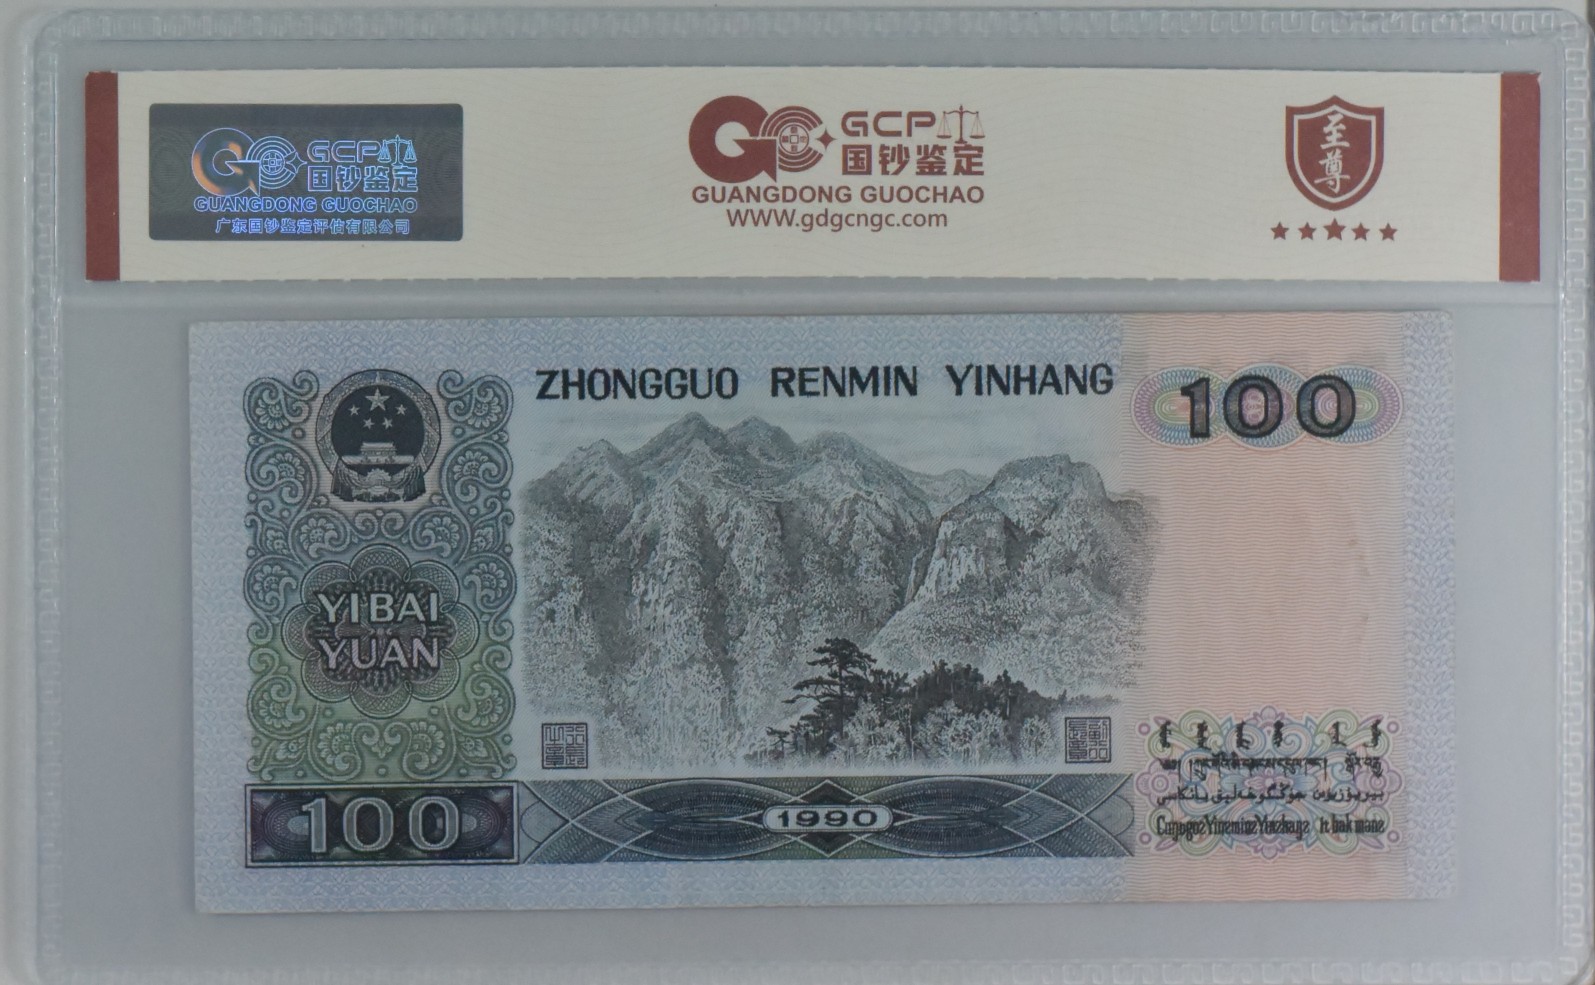 GCP
国钞鉴定
GUANGDONG GUOCHAO
广东国钞鉴定评估有限公司
GCP
国钞鉴定
GUANGDONG GUOCHAO
WWW.gdgcngc.com
至尊
ZHONGGUO RENMIN YINHANG
100
YIBAI
YUAN
100
1990